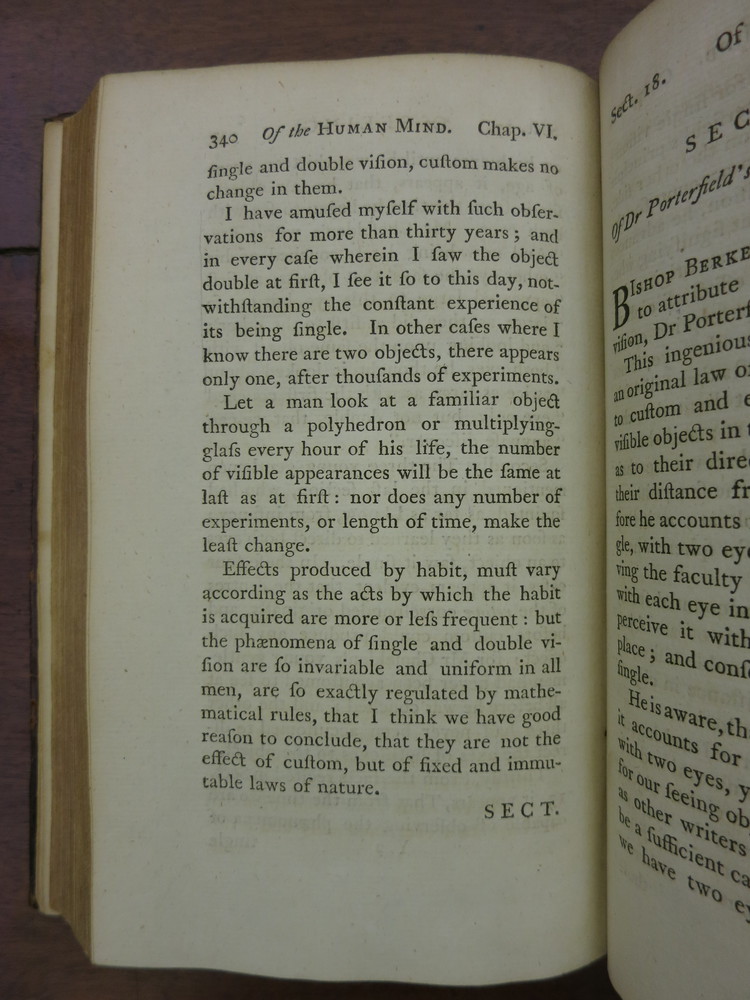 340 Of the HUMAN MIND. Chap. VI.
ſingle and double viſion, cuſtom makes no
change in them.
I have amuſed myſelf with ſuch obſer-
vations for more than thirty years; and
in every caſe wherein I ſaw the object
double at firſt, I ſee it ſo to this day, not-
withſtanding the conſtant experience of
its being ſingle. In other caſes where I
know there are two objects, there appears
only one, after thouſands of experiments.
Let a man look at a familiar object
through a polyhedron or multiplying-
glaſs every hour of his life, the number
of viſible appearances will be the ſame at
laſt as at firſt: nor does any number of
experiments, or length of time, make the
leaſt change.
Effects produced by habit, muſt vary
according as the acts by which the habit
is acquired are more or leſs frequent: but
the phænomena of ſingle and double vi-
ſion are ſo invariable and uniform in all
men, are ſo exactly regulated by mathe-
matical rules, that I think we have good
reaſon to conclude, that they are not the
effect of cuſtom, but of fixed and immu-
table laws of nature.
SECT.
Sect. 18. Of
SEC
Of Dr Porterfield's
BISHOP BERKE
to attribute
viſion, Dr Porterf
This ingenious
an original law o
to cuſtom and e
viſible objects in t
as to their dire
their diſtance fr
fore he accounts
gle, with two eye
ving the faculty
with each eye in
perceive it with
place; and conſ
ſingle.
He is aware, th
it accounts for
with two eyes, y
for our ſeeing ob
as other writers
be a ſufficient ca
we have two ey